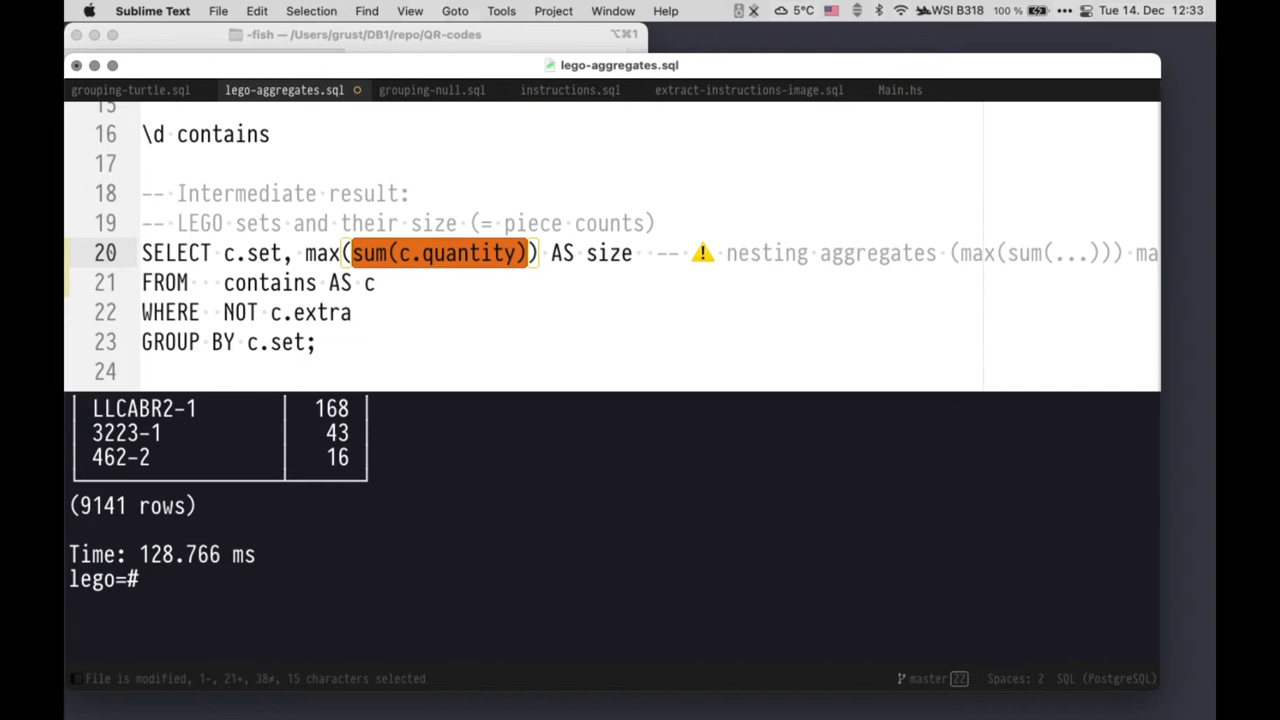 Sublime Text File Edit Selection Find View Goto Tools Project Window Help 5°C WSI B318 100 % Tue 14. Dec 12:33
-fish — /Users/grust/DB1/repo/QR-codes ⌥⌘1
lego-aggregates.sql
grouping-turtle.sql lego-aggregates.sql grouping-null.sql instructions.sql extract-instructions-image.sql Main.hs
15
16 \d contains
17
18 -- Intermediate result:
19 -- LEGO sets and their size (= piece counts)
20 SELECT c.set, max(sum(c.quantity)) AS size -- ⚠ nesting aggregates (max(sum(...))) ma
21 FROM contains AS c
22 WHERE NOT c.extra
23 GROUP BY c.set;
24
LLCABR2-1 168
3223-1 43
462-2 16
(9141 rows)
Time: 128.766 ms
lego=#
File is modified, 1-, 21+, 38≠, 15 characters selected master 22 Spaces: 2 SQL (PostgreSQL)